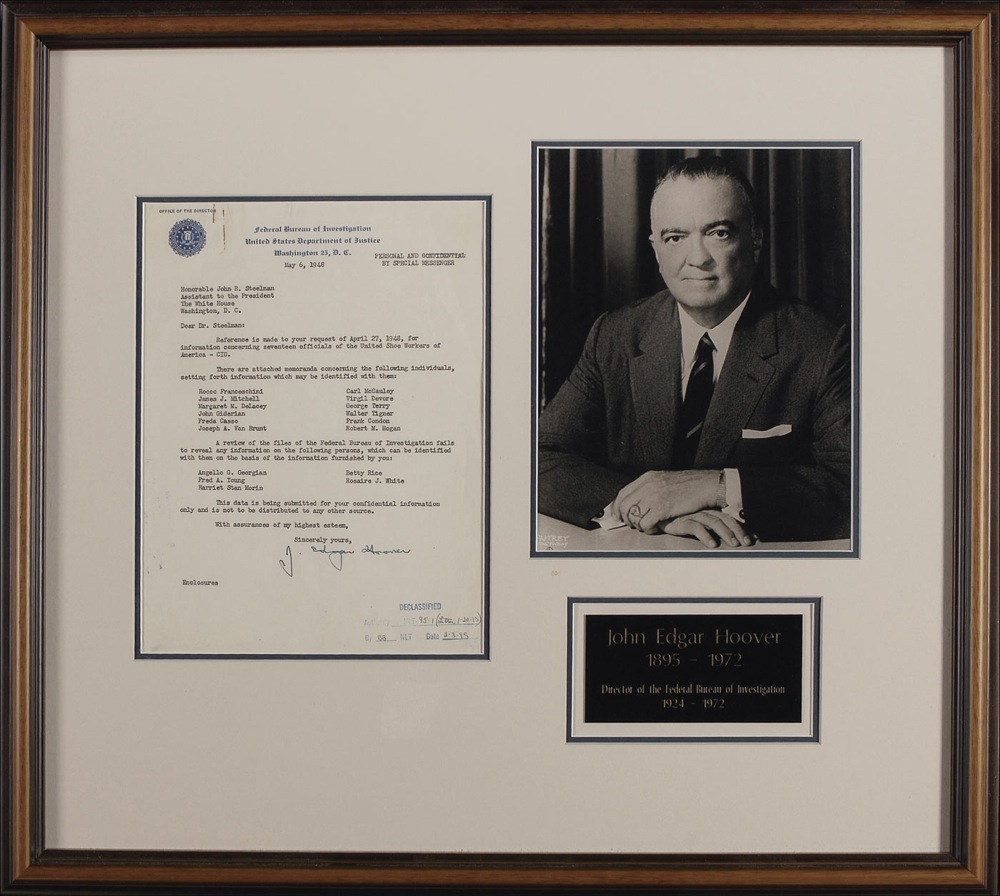 OFFICE OF THE DIRECTOR
Federal Bureau of Investigation
United States Department of Justice
Washington 25, D. C.
May 6, 1948
PERSONAL AND CONFIDENTIAL
BY SPECIAL MESSENGER
Honorable John R. Steelman
Assistant to the President
The White House
Washington, D. C.
Dear Dr. Steelman:
Reference is made to your request of April 27, 1948, for
information concerning seventeen officials of the United Shoe Workers of
America - CIO.
There are attached memoranda concerning the following individuals,
setting forth information which may be identified with them:
Rocco Franceschini
James J. Mitchell
Margaret M. DeLacey
John Giderian
Freda Casso
Joseph A. Van Brunt
Carl McCauley
Virgil Devore
George Terry
Walter Tigner
Frank Condon
Robert M. Hogan
A review of the files of the Federal Bureau of Investigation fails
to reveal any information on the following persons, which can be identified
with them on the basis of the information furnished by you:
Angello G. Georgian
Fred A. Young
Harriet Stan Morin
Betty Rice
Rosaire J. White
This data is being submitted for your confidential information
only and is not to be distributed to any other source.
With assurances of my highest esteem,
Sincerely yours,
J. Edgar Hoover
Enclosures
DECLASSIFIED
By NLT Date
John Edgar Hoover
1895 - 1972
Director of the Federal Bureau of Investigation
1924 - 1972